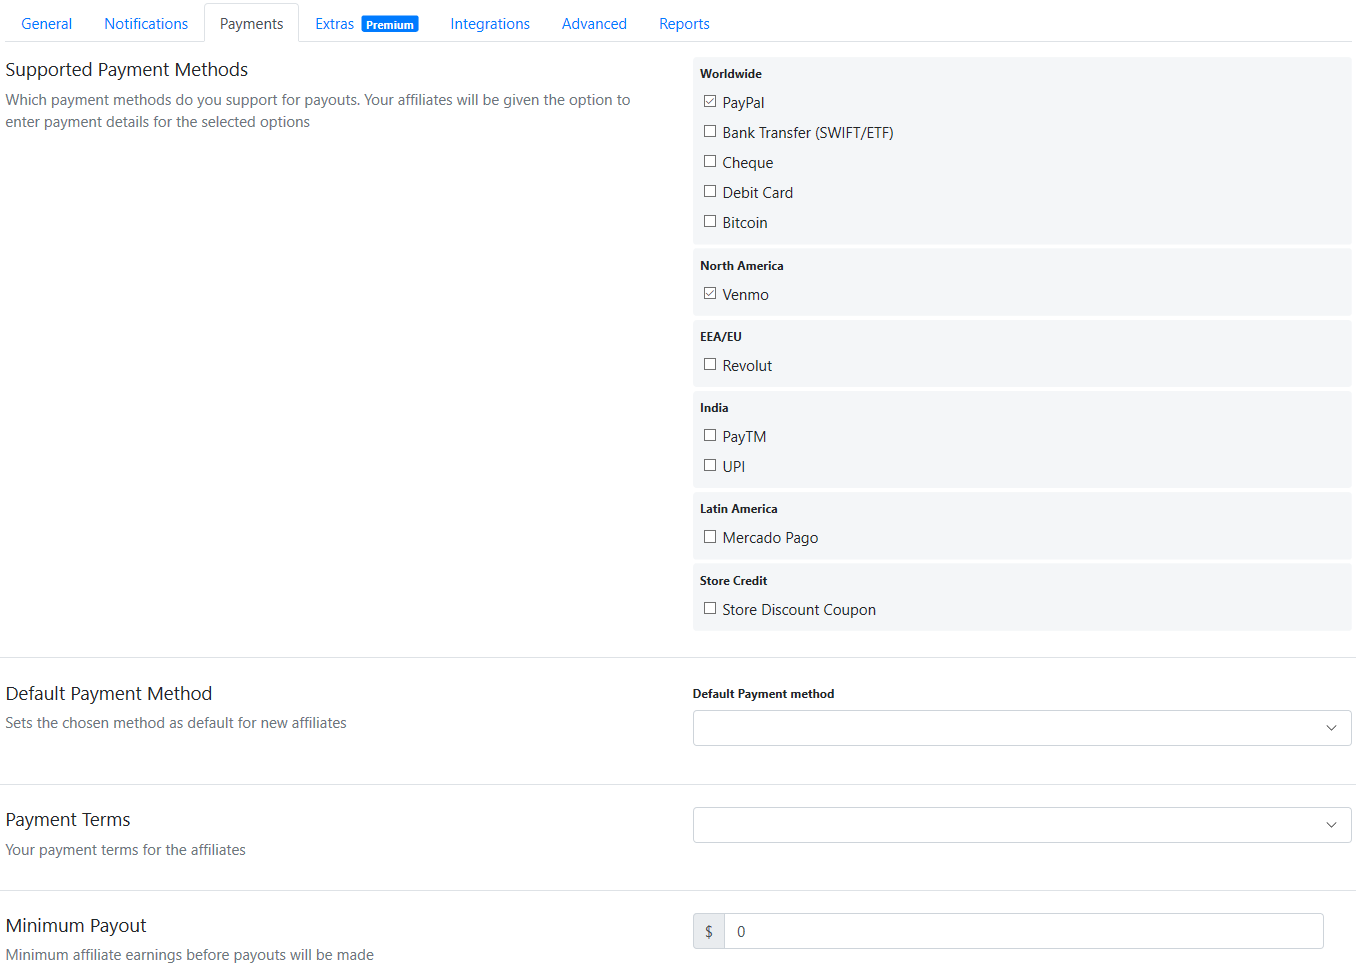 General Notifications Payments Extras Premium Integrations Advanced Reports
Supported Payment Methods
Which payment methods do you support for payouts. Your affiliates will be given the option to
enter payment details for the selected options
Worldwide
PayPal
Bank Transfer (SWIFT/ETF)
Cheque
Debit Card
Bitcoin
North America
Venmo
EEA/EU
Revolut
India
PayTM
UPI
Latin America
Mercado Pago
Store Credit
Store Discount Coupon
Default Payment Method
Sets the chosen method as default for new affiliates
Default Payment method
Payment Terms
Your payment terms for the affiliates
Minimum Payout
Minimum affiliate earnings before payouts will be made
$ 0